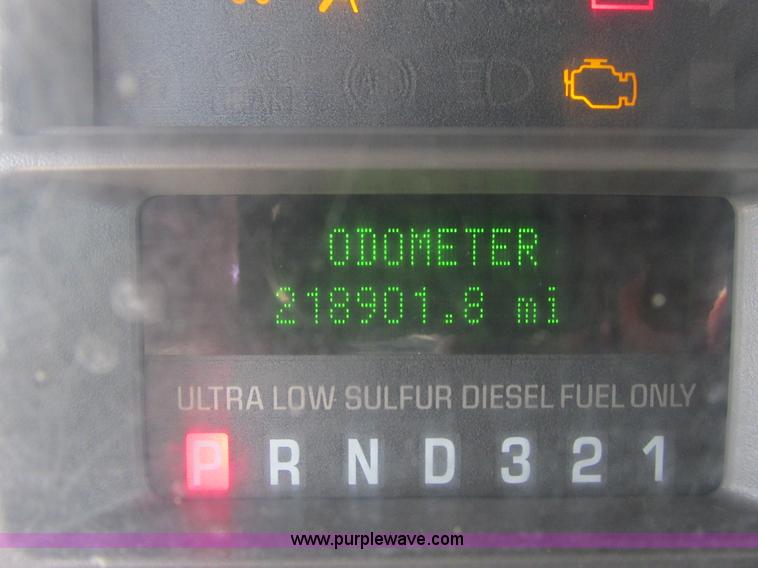 ODOMETER
218901.8 mi
ULTRA LOW SULFUR DIESEL FUEL ONLY
P R N D 3 2 1
www.purplewave.com